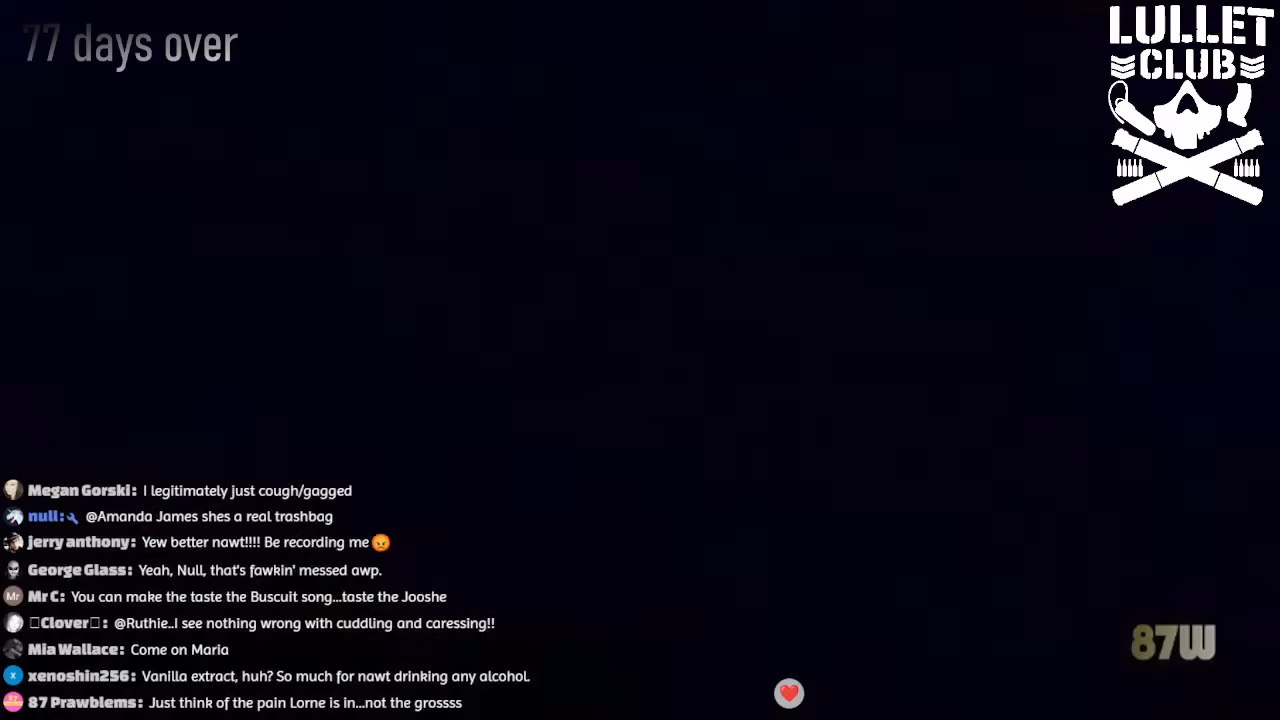 77 days over
LULLET
CLUB
Megan Gorski: I legitimately just cough/gagged
null: @Amanda James shes a real trashbag
jerry anthony: Yew better nawt!!!! Be recording me😡
George Glass: Yeah, Null, that's fawkin' messed awp.
Mr Mr C: You can make the taste the Buscuit song...taste the Jooshe
□Clover□: @Ruthie..I see nothing wrong with cuddling and caressing!!
Mia Wallace: Come on Maria
X xenoshin256: Vanilla extract, huh? So much for nawt drinking any alcohol.
87 Prawblems: Just think of the pain Lorne is in...not the grossss
87W